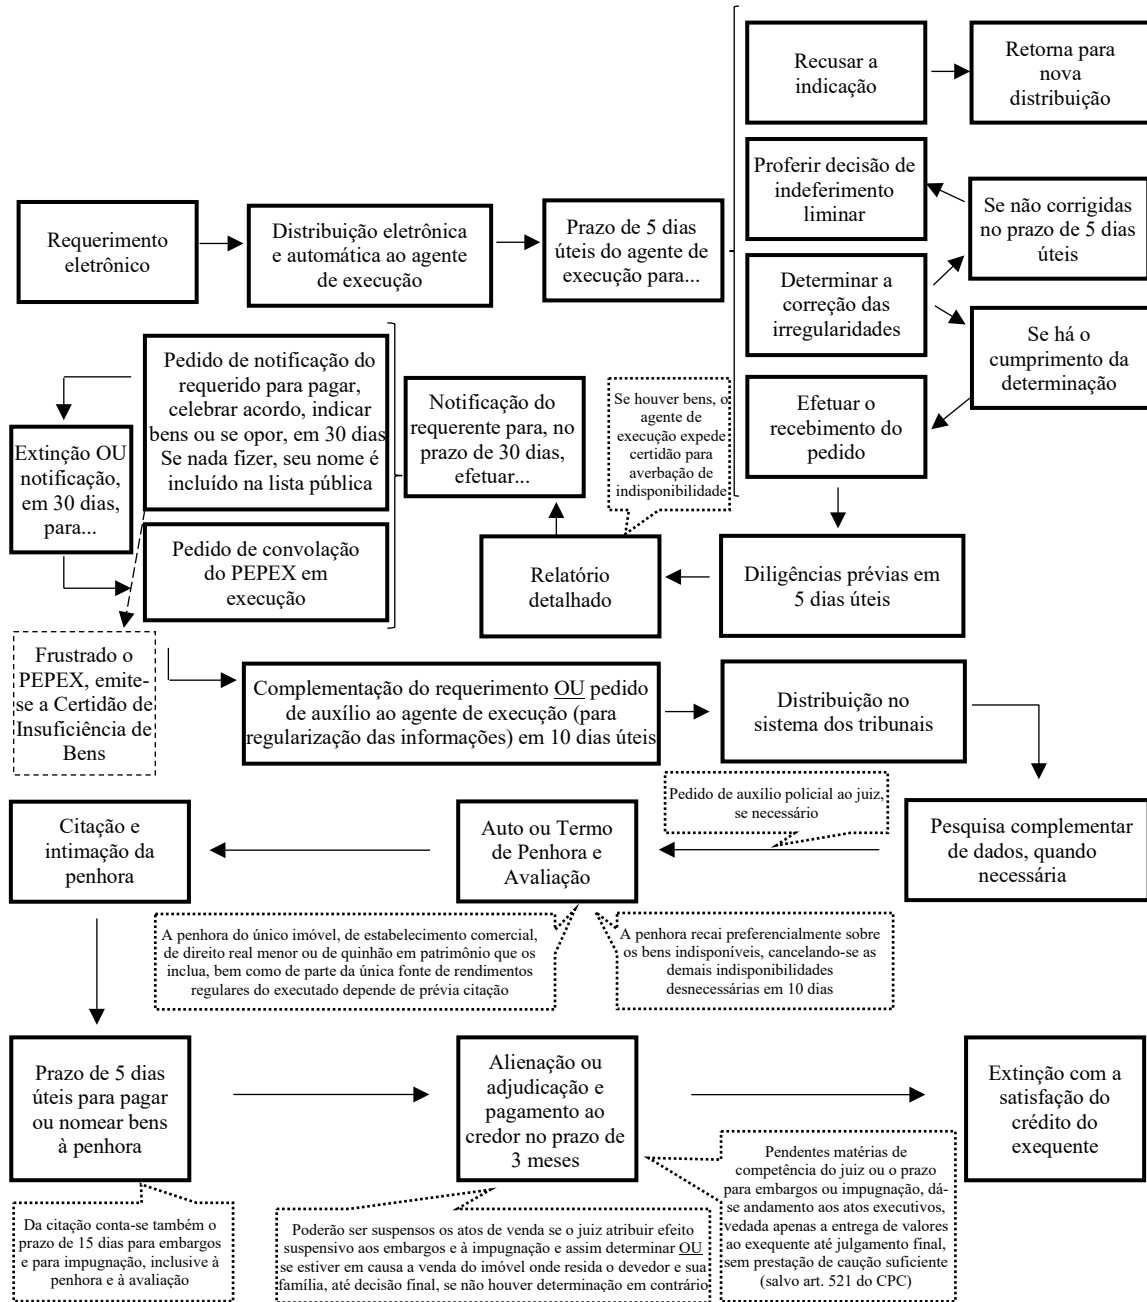 Requerimento
eletrônico
Distribuição eletrônica
e automática ao agente
de execução
Prazo de 5 dias
úteis do agente de
execução para...
Recusar a
indicação
Retorna para
nova
distribuição
Proferir decisão de
indeferimento
liminar
Se não corrigidas
no prazo de 5 dias
úteis
Determinar a
correção das
irregularidades
Se há o
cumprimento da
determinação
Efetuar o
recebimento do
pedido
Diligências prévias em
5 dias úteis
Se houver bens, o
agente de
execução expede
certidão para
averbação de
indisponibilidade
Relatório
detalhado
Notificação do
requerente para, no
prazo de 30 dias,
efetuar...
Pedido de notificação do
requerido para pagar,
celebrar acordo, indicar
bens ou se opor, em 30 dias
Se nada fizer, seu nome é
incluído na lista pública
Extinção OU
notificação,
em 30 dias,
para...
Pedido de convolação
do PEPEX em
execução
Frustrado o
PEPEX, emite-
se a Certidão de
Insuficiência de
Bens
Complementação do requerimento OU pedido
de auxílio ao agente de execução (para
regularização das informações) em 10 dias úteis
Distribuição no
sistema dos
tribunais
Pesquisa complementar
de dados, quando
necessária
Pedido de auxílio policial ao juiz,
se necessário
Auto ou Termo
de Penhora e
Avaliação
Citação e
intimação da
penhora
A penhora do único imóvel, de estabelecimento comercial,
de direito real menor ou de quinhão em patrimônio que os
inclua, bem como de parte da única fonte de rendimentos
regulares do executado depende de prévia citação
A penhora recai preferencialmente sobre
os bens indisponíveis, cancelando-se as
demais indisponibilidades
desnecessárias em 10 dias
Prazo de 5 dias
úteis para pagar
ou nomear bens
à penhora
Alienação ou
adjudicação e
pagamento ao
credor no prazo de
3 meses
Extinção com a
satisfação do
crédito do
exequente
Da citação conta-se também o
prazo de 15 dias para embargos
e para impugnação, inclusive à
penhora e à avaliação
Poderão ser suspensos os atos de venda se o juiz atribuir efeito
suspensivo aos embargos e à impugnação e assim determinar OU
se estiver em causa a venda do imóvel onde resida o devedor e sua
família, até decisão final, se não houver determinação em contrário
Pendentes matérias de
competência do juiz ou o prazo
para embargos ou impugnação, dá-
se andamento aos atos executivos,
vedada apenas a entrega de valores
ao exequente até julgamento final,
sem prestação de caução suficiente
(salvo art. 521 do CPC)